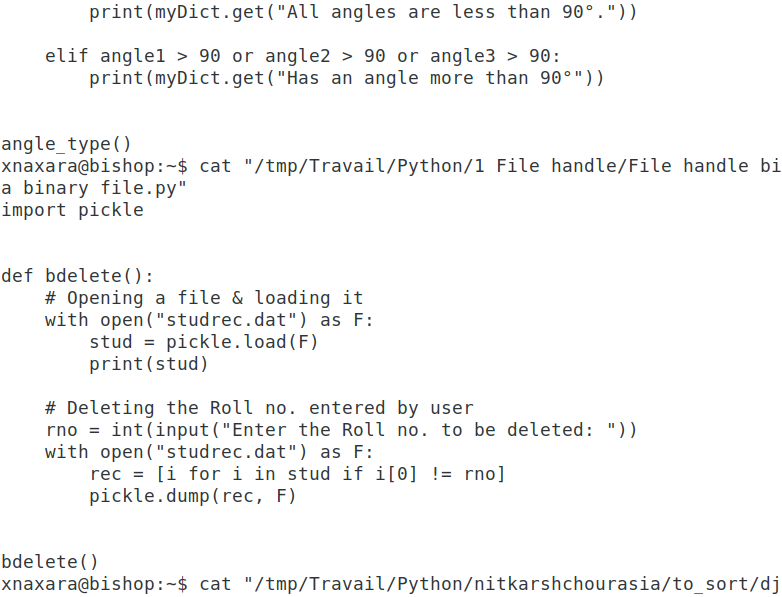 print(myDict.get("All angles are less than 90°."))

    elif angle1 > 90 or angle2 > 90 or angle3 > 90:
        print(myDict.get("Has an angle more than 90°"))


angle_type()
xnaxara@bishop:~$ cat "/tmp/Travail/Python/1 File handle/File handle bi
a binary file.py"
import pickle


def bdelete():
    # Opening a file & loading it
    with open("studrec.dat") as F:
        stud = pickle.load(F)
        print(stud)

    # Deleting the Roll no. entered by user
    rno = int(input("Enter the Roll no. to be deleted: "))
    with open("studrec.dat") as F:
        rec = [i for i in stud if i[0] != rno]
        pickle.dump(rec, F)


bdelete()
xnaxara@bishop:~$ cat "/tmp/Travail/Python/nitkarshchourasia/to_sort/dj